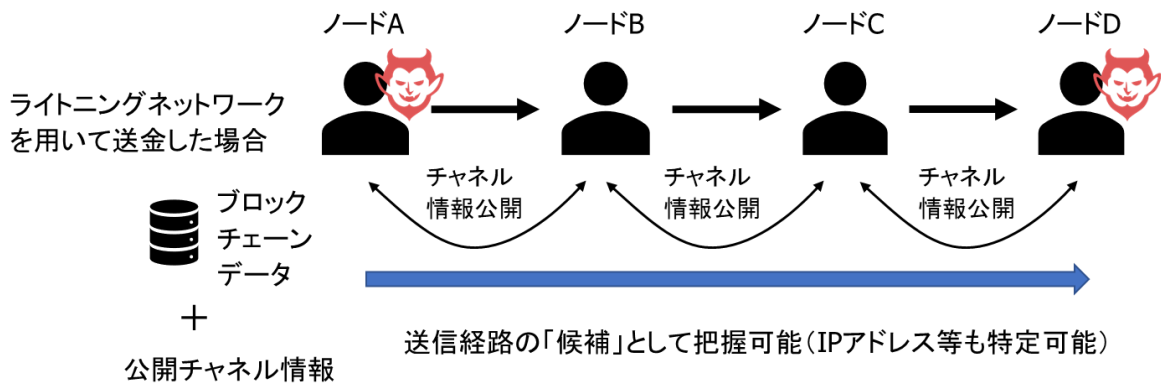 ノードA
ノードB
ノードC
ノードD
ライトニングネットワーク
を用いて送金した場合
チャネル
情報公開
チャネル
情報公開
チャネル
情報公開
ブロック
チェーン
データ
＋
公開チャネル情報
送信経路の「候補」として把握可能（IPアドレス等も特定可能）